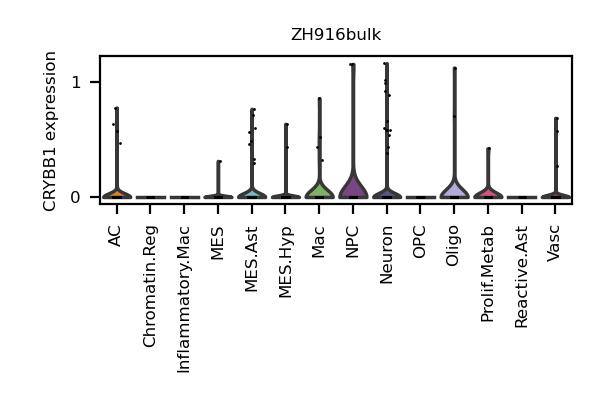 ZH916bulk
CRYBB1 expression
1
0
AC
Chromatin.Reg
Inflammatory.Mac
MES
MES.Ast
MES.Hyp
Mac
NPC
Neuron
OPC
Oligo
Prolif.Metab
Reactive.Ast
Vasc